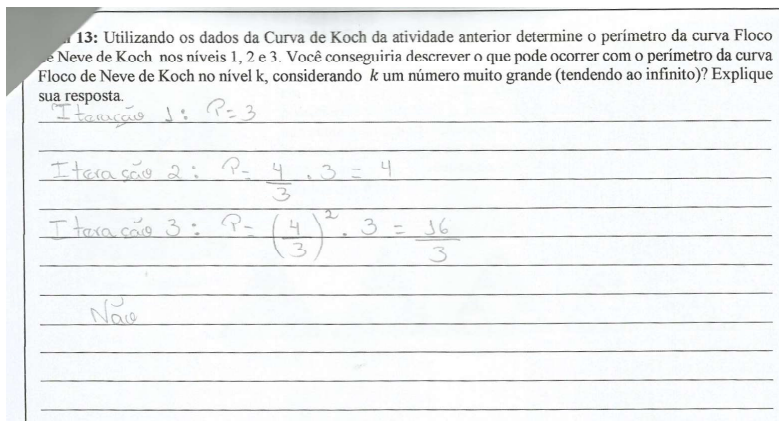 13: Utilizando os dados da Curva de Koch da atividade anterior determine o perímetro da curva Floco
e Neve de Koch nos níveis 1, 2 e 3. Você conseguiria descrever o que pode ocorrer com o perímetro da curva
Floco de Neve de Koch no nível k, considerando k um número muito grande (tendendo ao infinito)? Explique
sua resposta.
Iteração 1: P = 3
Iteração 2: P = 4/3 . 3 = 4
Iteração 3: P = (4/3)² . 3 = 16/3
Não